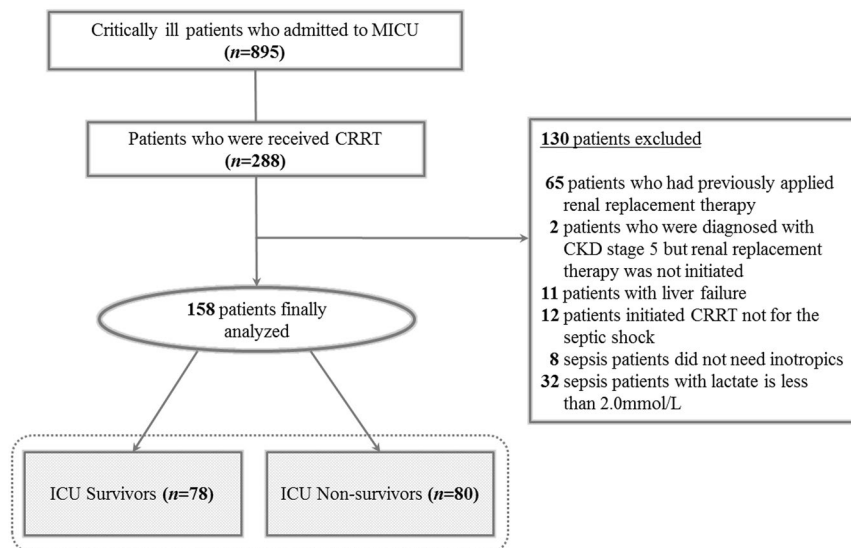 Critically ill patients who admitted to MICU
(n=895)
Patients who were received CRRT
(n=288)
130 patients excluded
65 patients who had previously applied
renal replacement therapy
2 patients who were diagnosed with
CKD stage 5 but renal replacement
therapy was not initiated
11 patients with liver failure
12 patients initiated CRRT not for the
septic shock
8 sepsis patients did not need inotropics
32 sepsis patients with lactate is less
than 2.0mmol/L
158 patients finally
analyzed
ICU Survivors (n=78)
ICU Non-survivors (n=80)